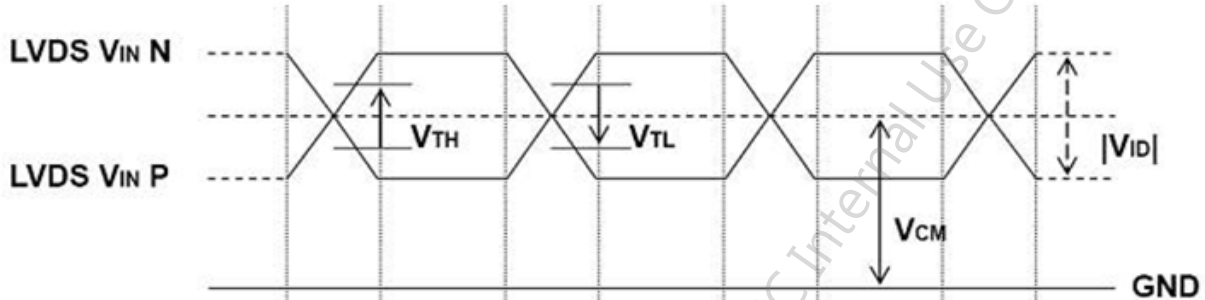 LVDS VIN N
VTH
VTL
LVDS VIN P
|VID|
VCM
GND
Internal Use